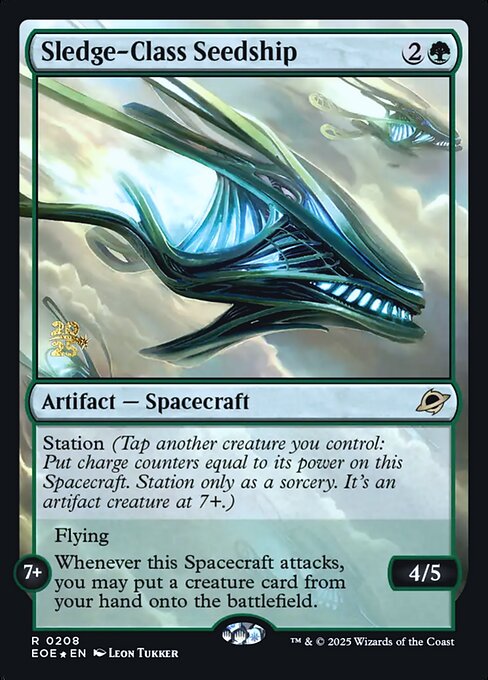 Sledge-Class Seedship 2
Artifact — Spacecraft
Station (Tap another creature you control:
Put charge counters equal to its power on this
Spacecraft. Station only as a sorcery. It's an
artifact creature at 7+.)
Flying
7+
Whenever this Spacecraft attacks,
you may put a creature card from
your hand onto the battlefield.
4/5
R 0208
EOE ★ EN LEON TUKKER
™ & © 2025 Wizards of the Coast